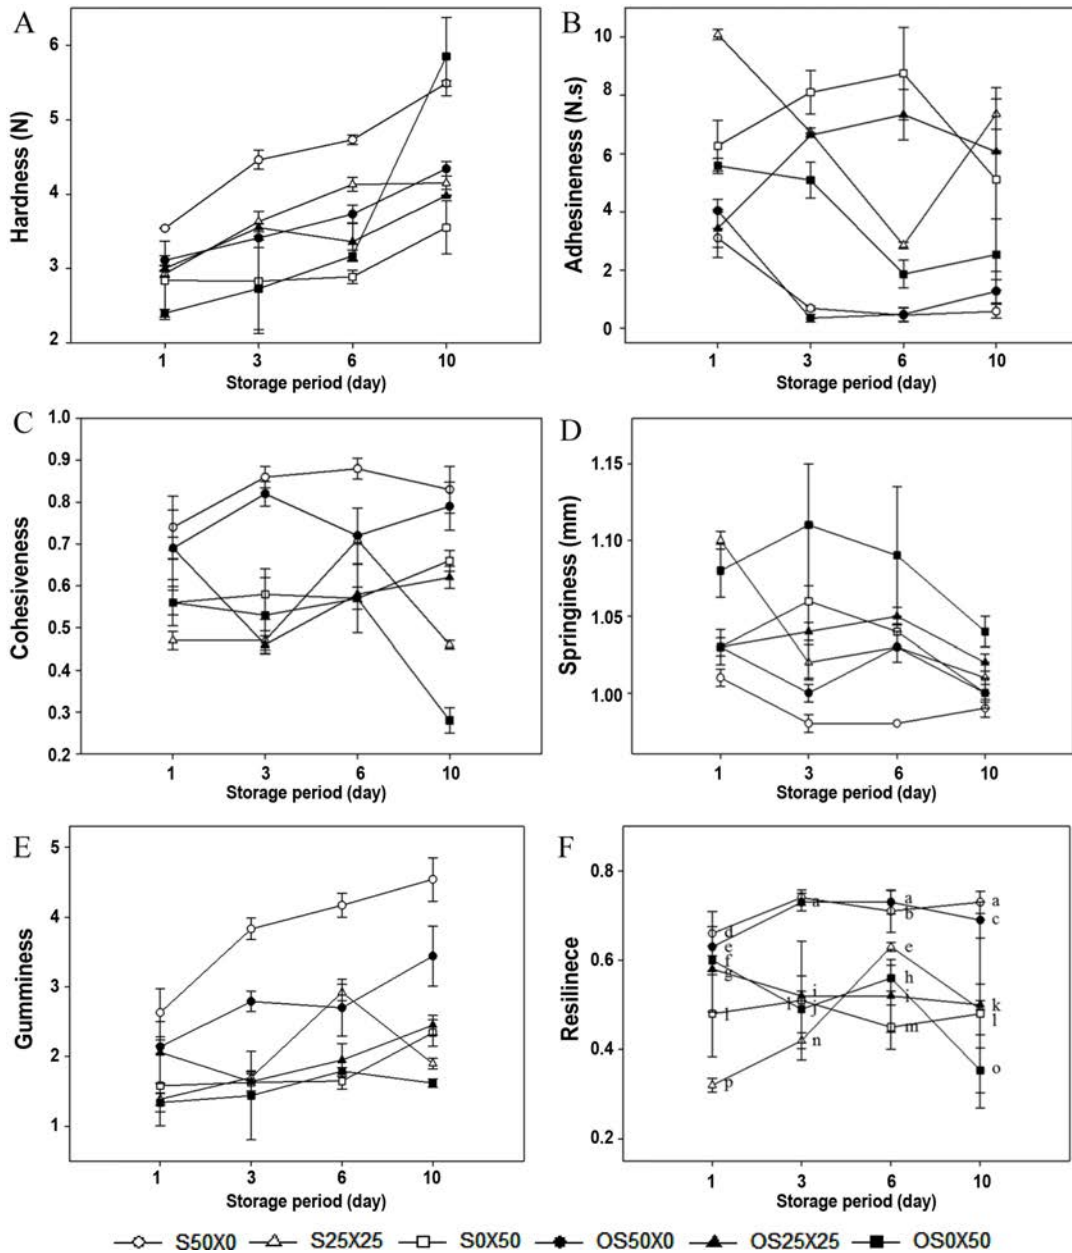 A
Hardness (N)
6
5
4
3
2
1 3 6 10
Storage period (day)
B
Adhesineness (N.s)
10
8
6
4
2
0
1 3 6 10
Storage period (day)
C
Cohesiveness
1.0
0.9
0.8
0.7
0.6
0.5
0.4
0.3
0.2
1 3 6 10
Storage period (day)
D
Springiness (mm)
1.15
1.10
1.05
1.00
1 3 6 10
Storage period (day)
E
Gumminess
5
4
3
2
1
1 3 6 10
Storage period (day)
F
Resilinece
0.8
0.6
0.4
0.2
d
e
f
g
l
p
a
i
j
n
a
b
e
h
i
m
a
c
k
l
o
1 3 6 10
Storage period (day)
S50X0 S25X25 S0X50 OS50X0 OS25X25 OS0X50